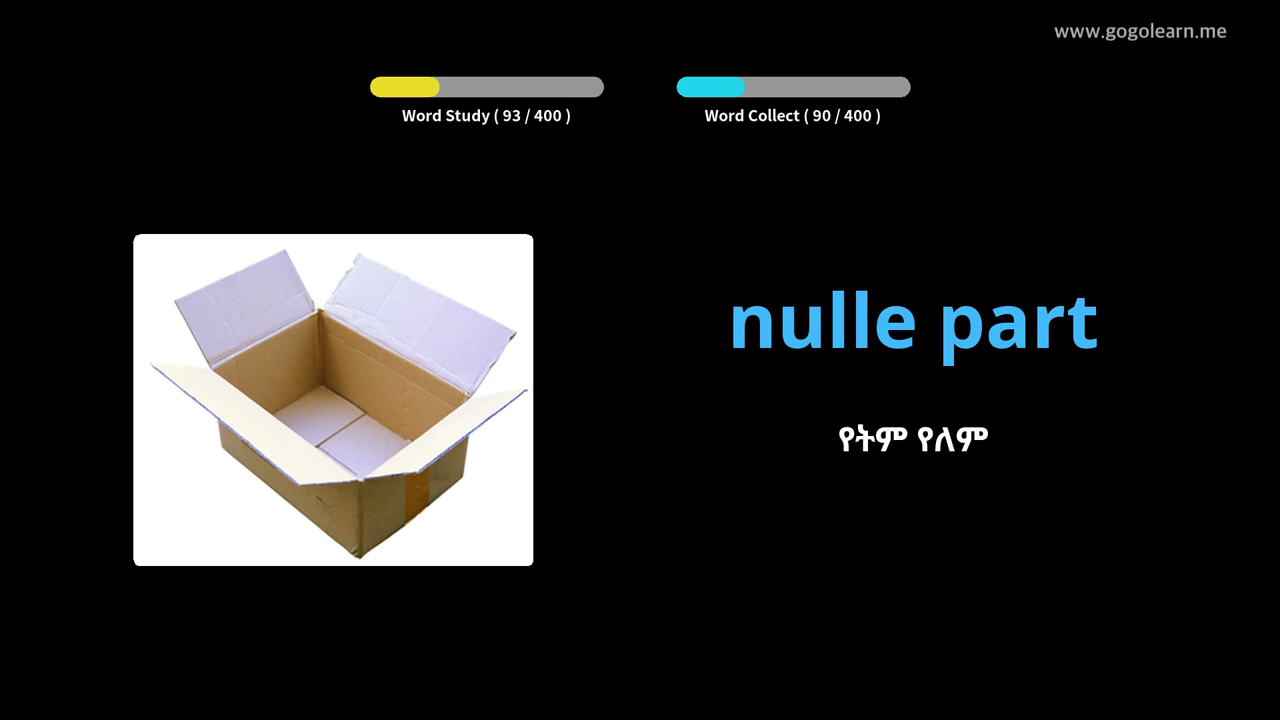 www.gogolearn.me
Word Study ( 93 / 400 )
Word Collect ( 90 / 400 )
nulle part
የትም የለም